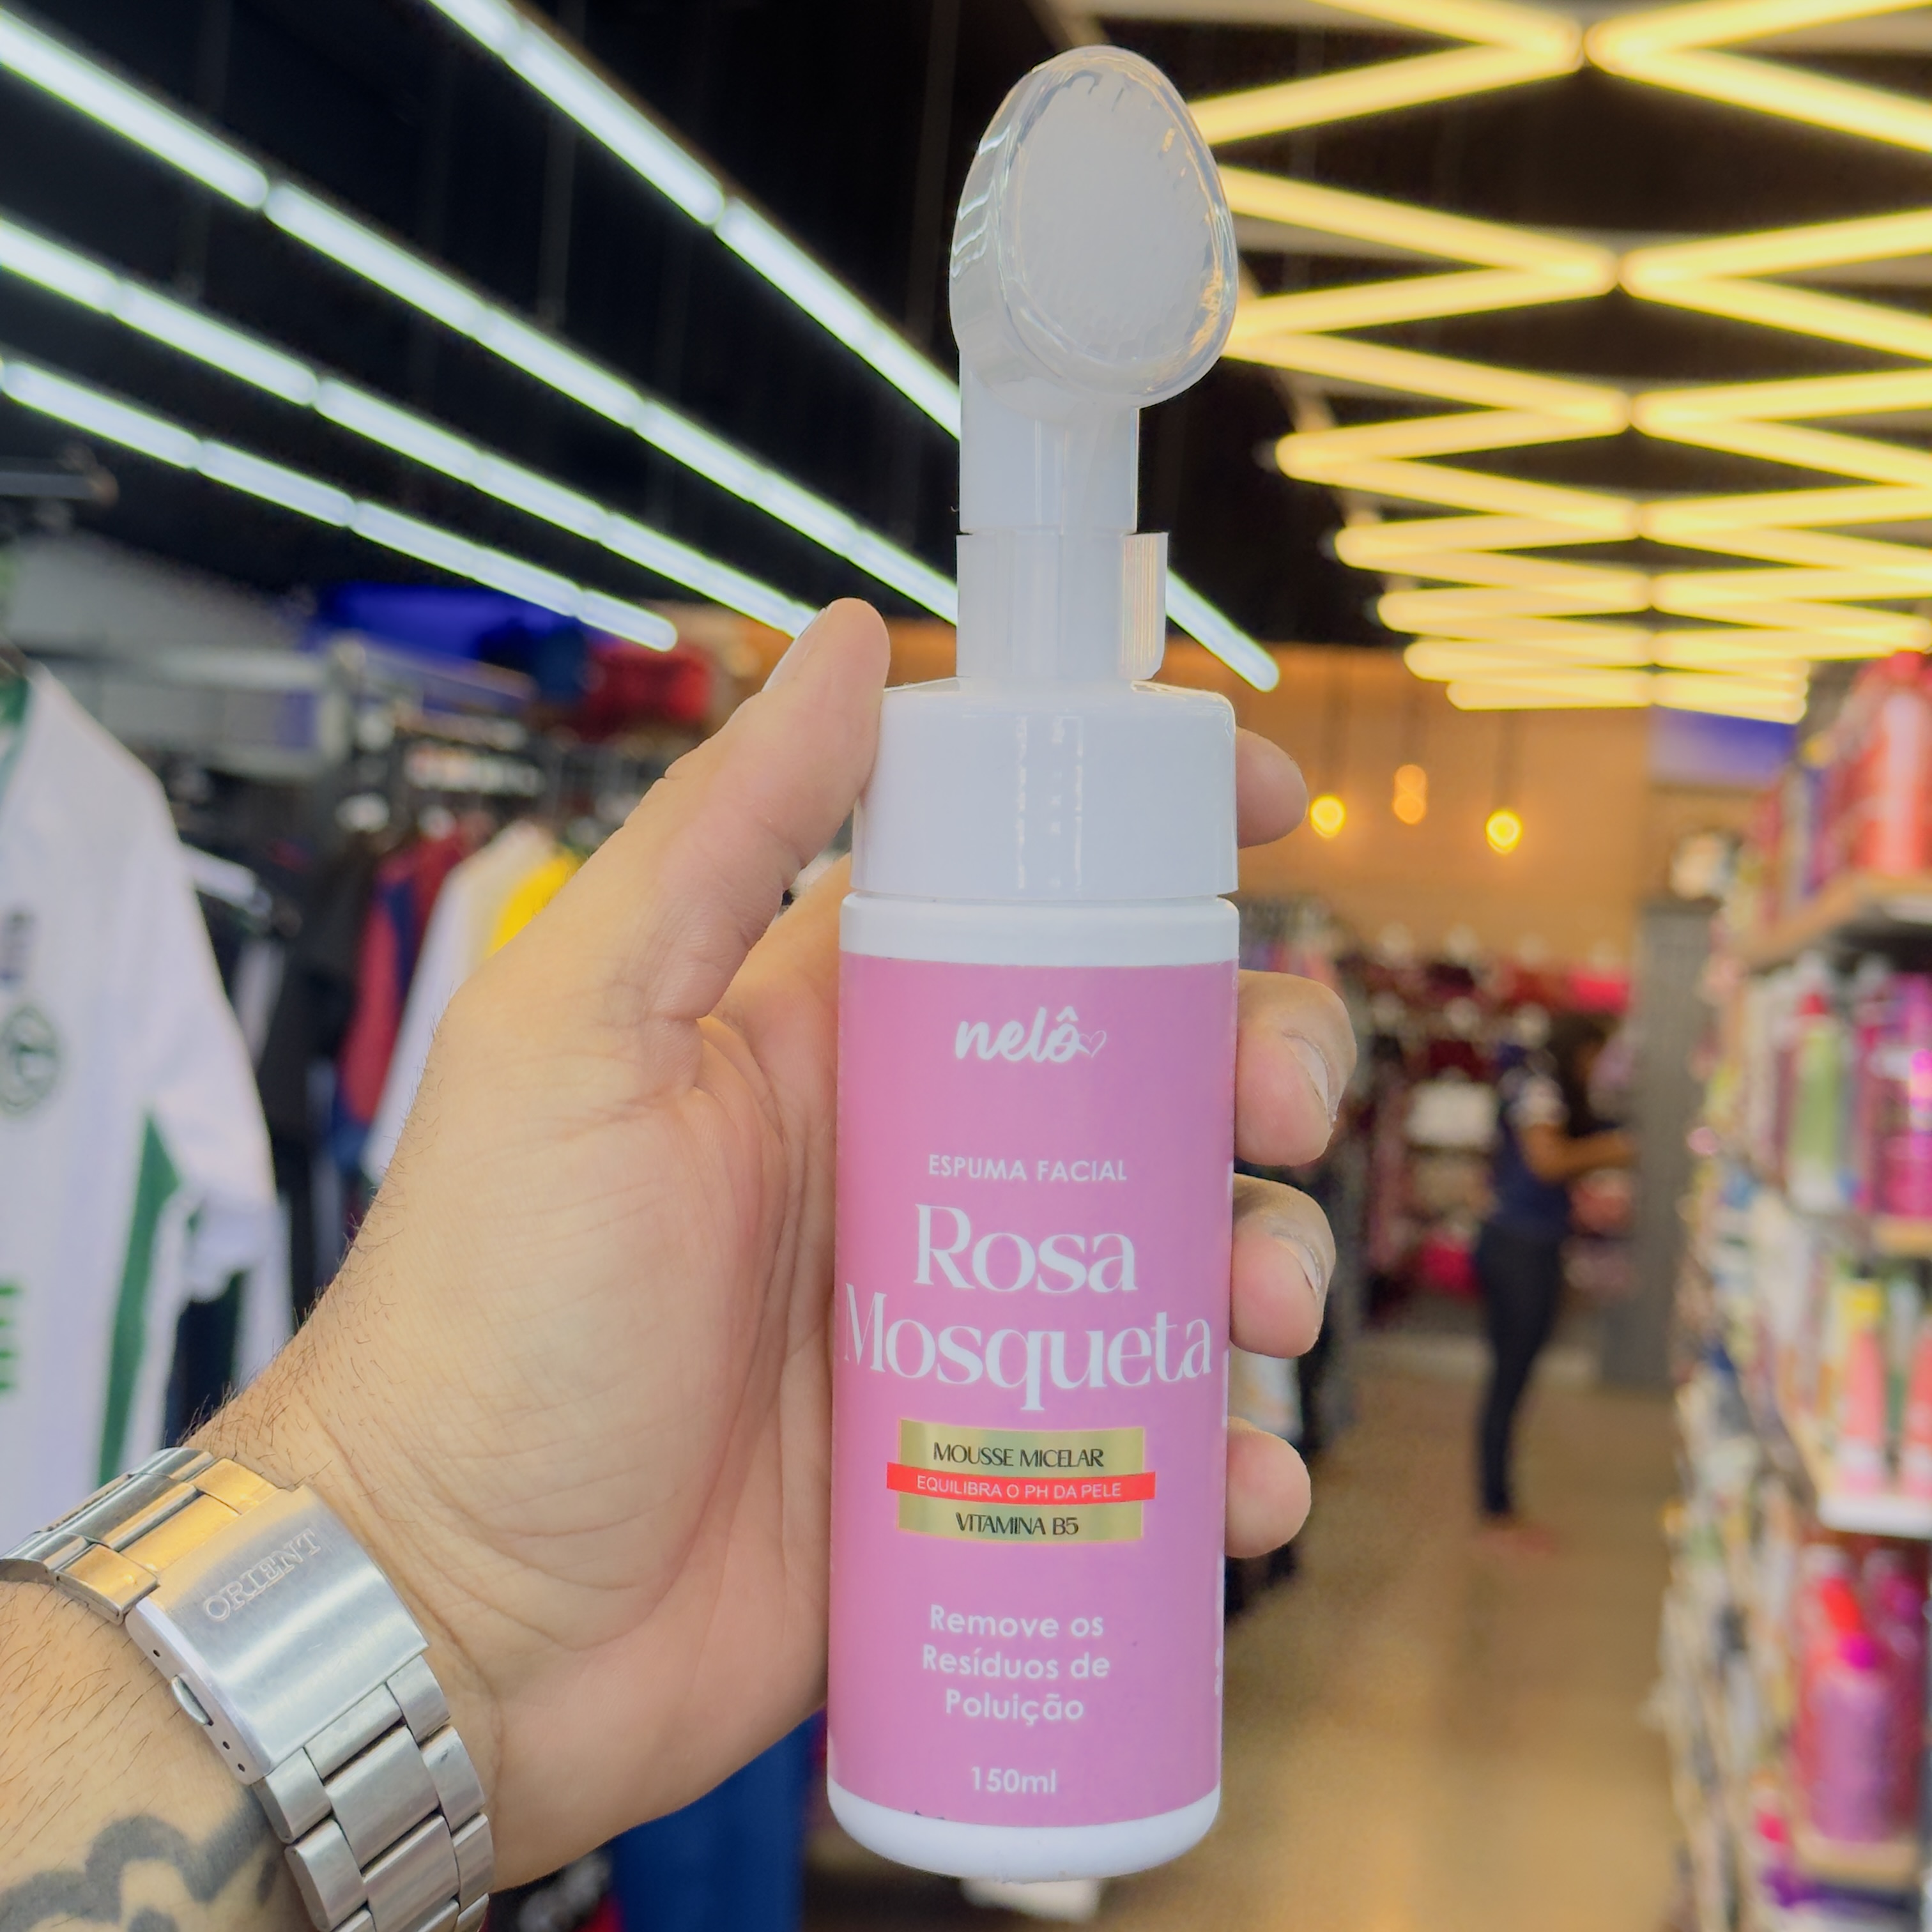 nelô
ESPUMA FACIAL
Rosa
Mosqueta
MOUSSE MICELAR
EQUILIBRA O PH DA PELE
VITAMINA B5
Remove os
Resíduos de
Poluição
150ml
ORIENT